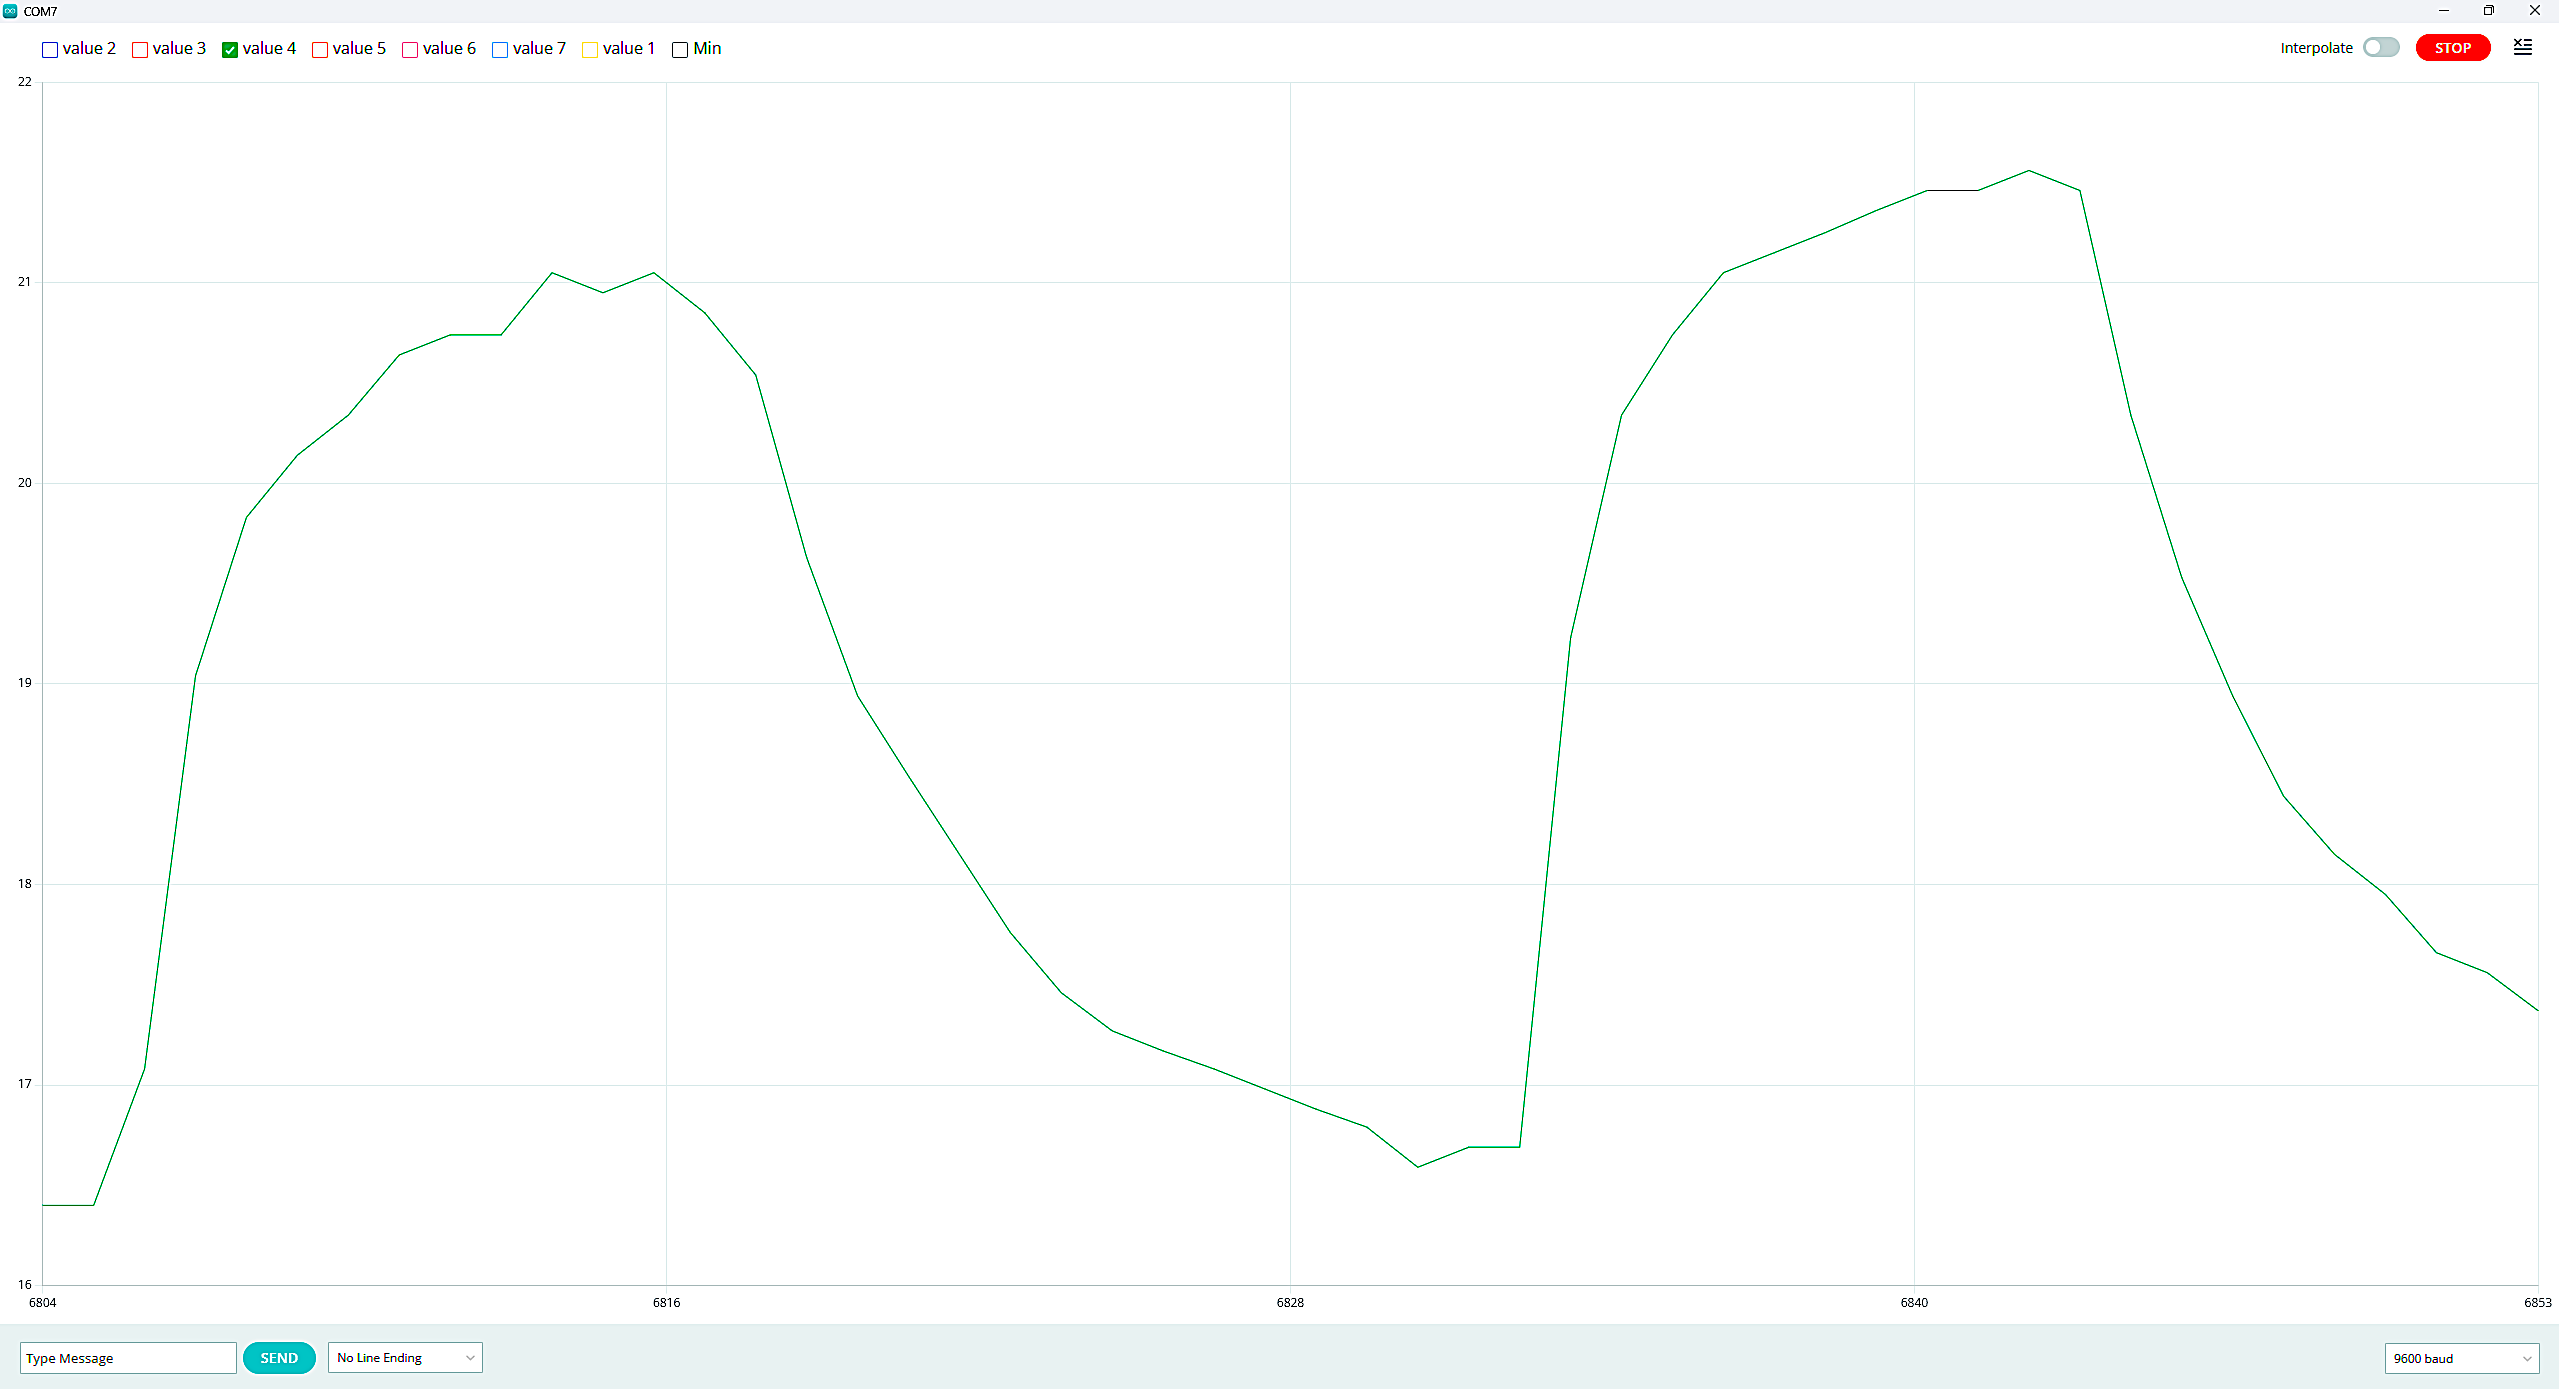 COM7
value 2 value 3 value 4 value 5 value 6 value 7 value 1 Min
Interpolate STOP
22
21
20
19
18
17
16
6804 6816 6828 6840 6853
Type Message SEND No Line Ending 9600 baud